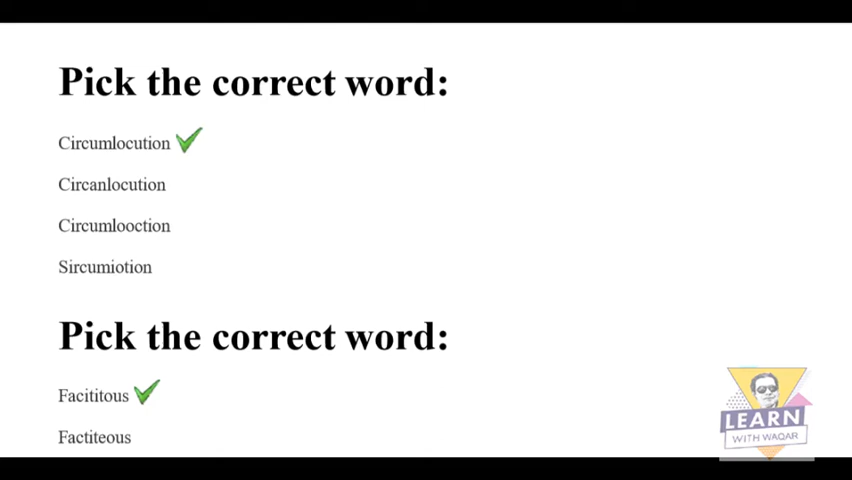 Pick the correct word:
Circumlocution
Circanlocution
Circumlooction
Sircumiotion
Pick the correct word:
Facititous
Factiteous
LEARN
WITH WAQAR